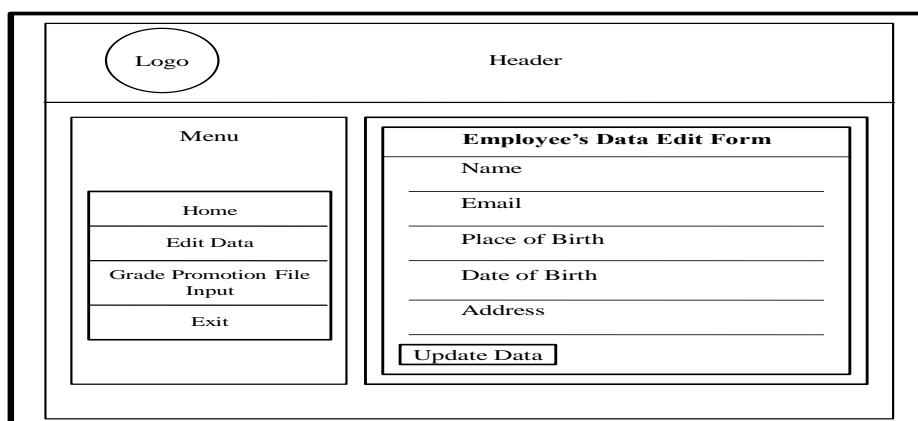 Logo
Header
Menu
Home
Edit Data
Grade Promotion File
Input
Exit
Employee's Data Edit Form
Name
Email
Place of Birth
Date of Birth
Address
Update Data